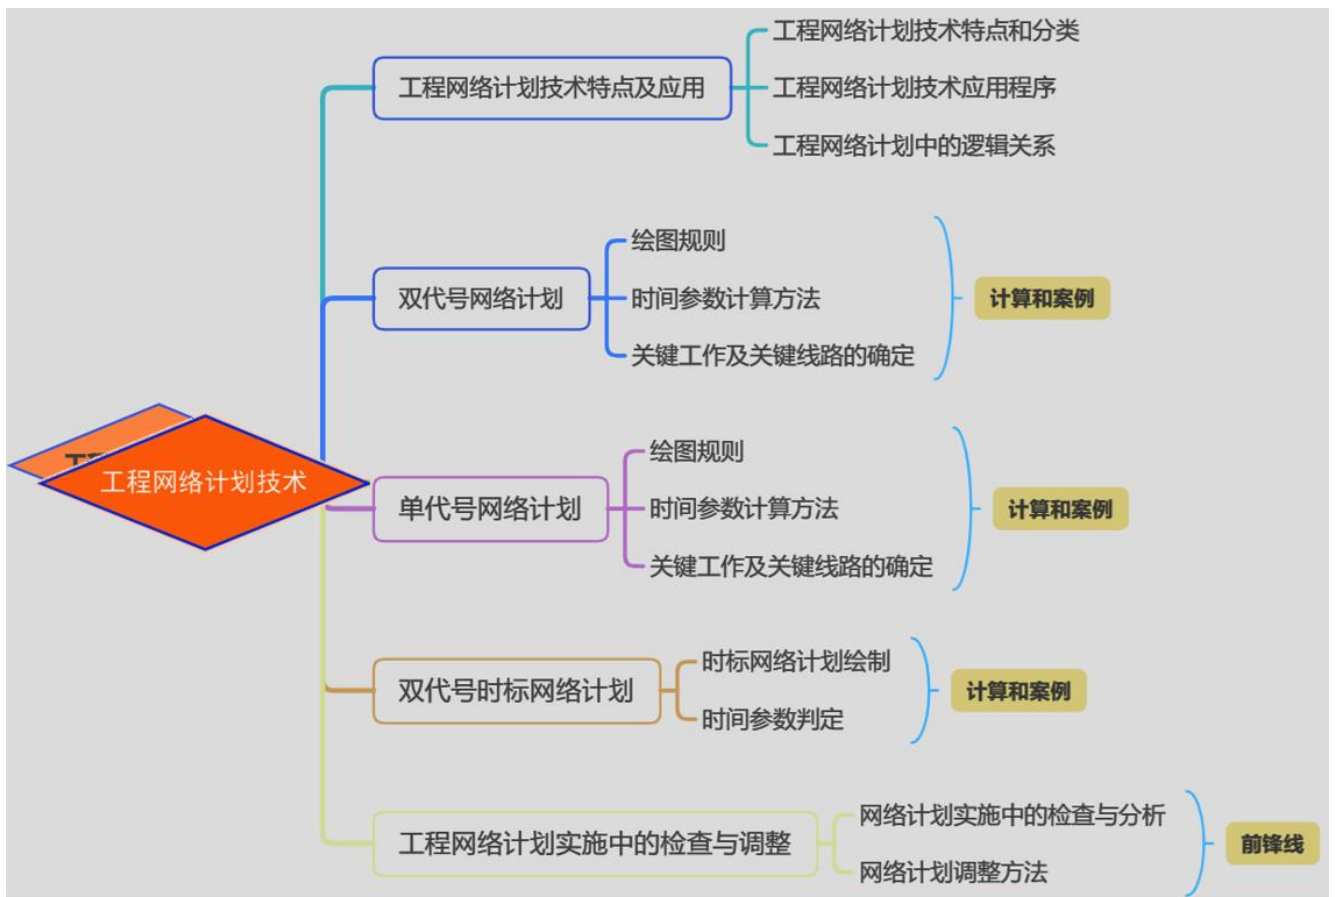 工程网络计划技术
工程网络计划技术特点及应用
工程网络计划技术特点和分类
工程网络计划技术应用程序
工程网络计划中的逻辑关系
双代号网络计划
绘图规则
时间参数计算方法
关键工作及关键线路的确定
计算和案例
单代号网络计划
绘图规则
时间参数计算方法
关键工作及关键线路的确定
计算和案例
双代号时标网络计划
时标网络计划绘制
时间参数判定
计算和案例
工程网络计划实施中的检查与调整
网络计划实施中的检查与分析
网络计划调整方法
前锋线